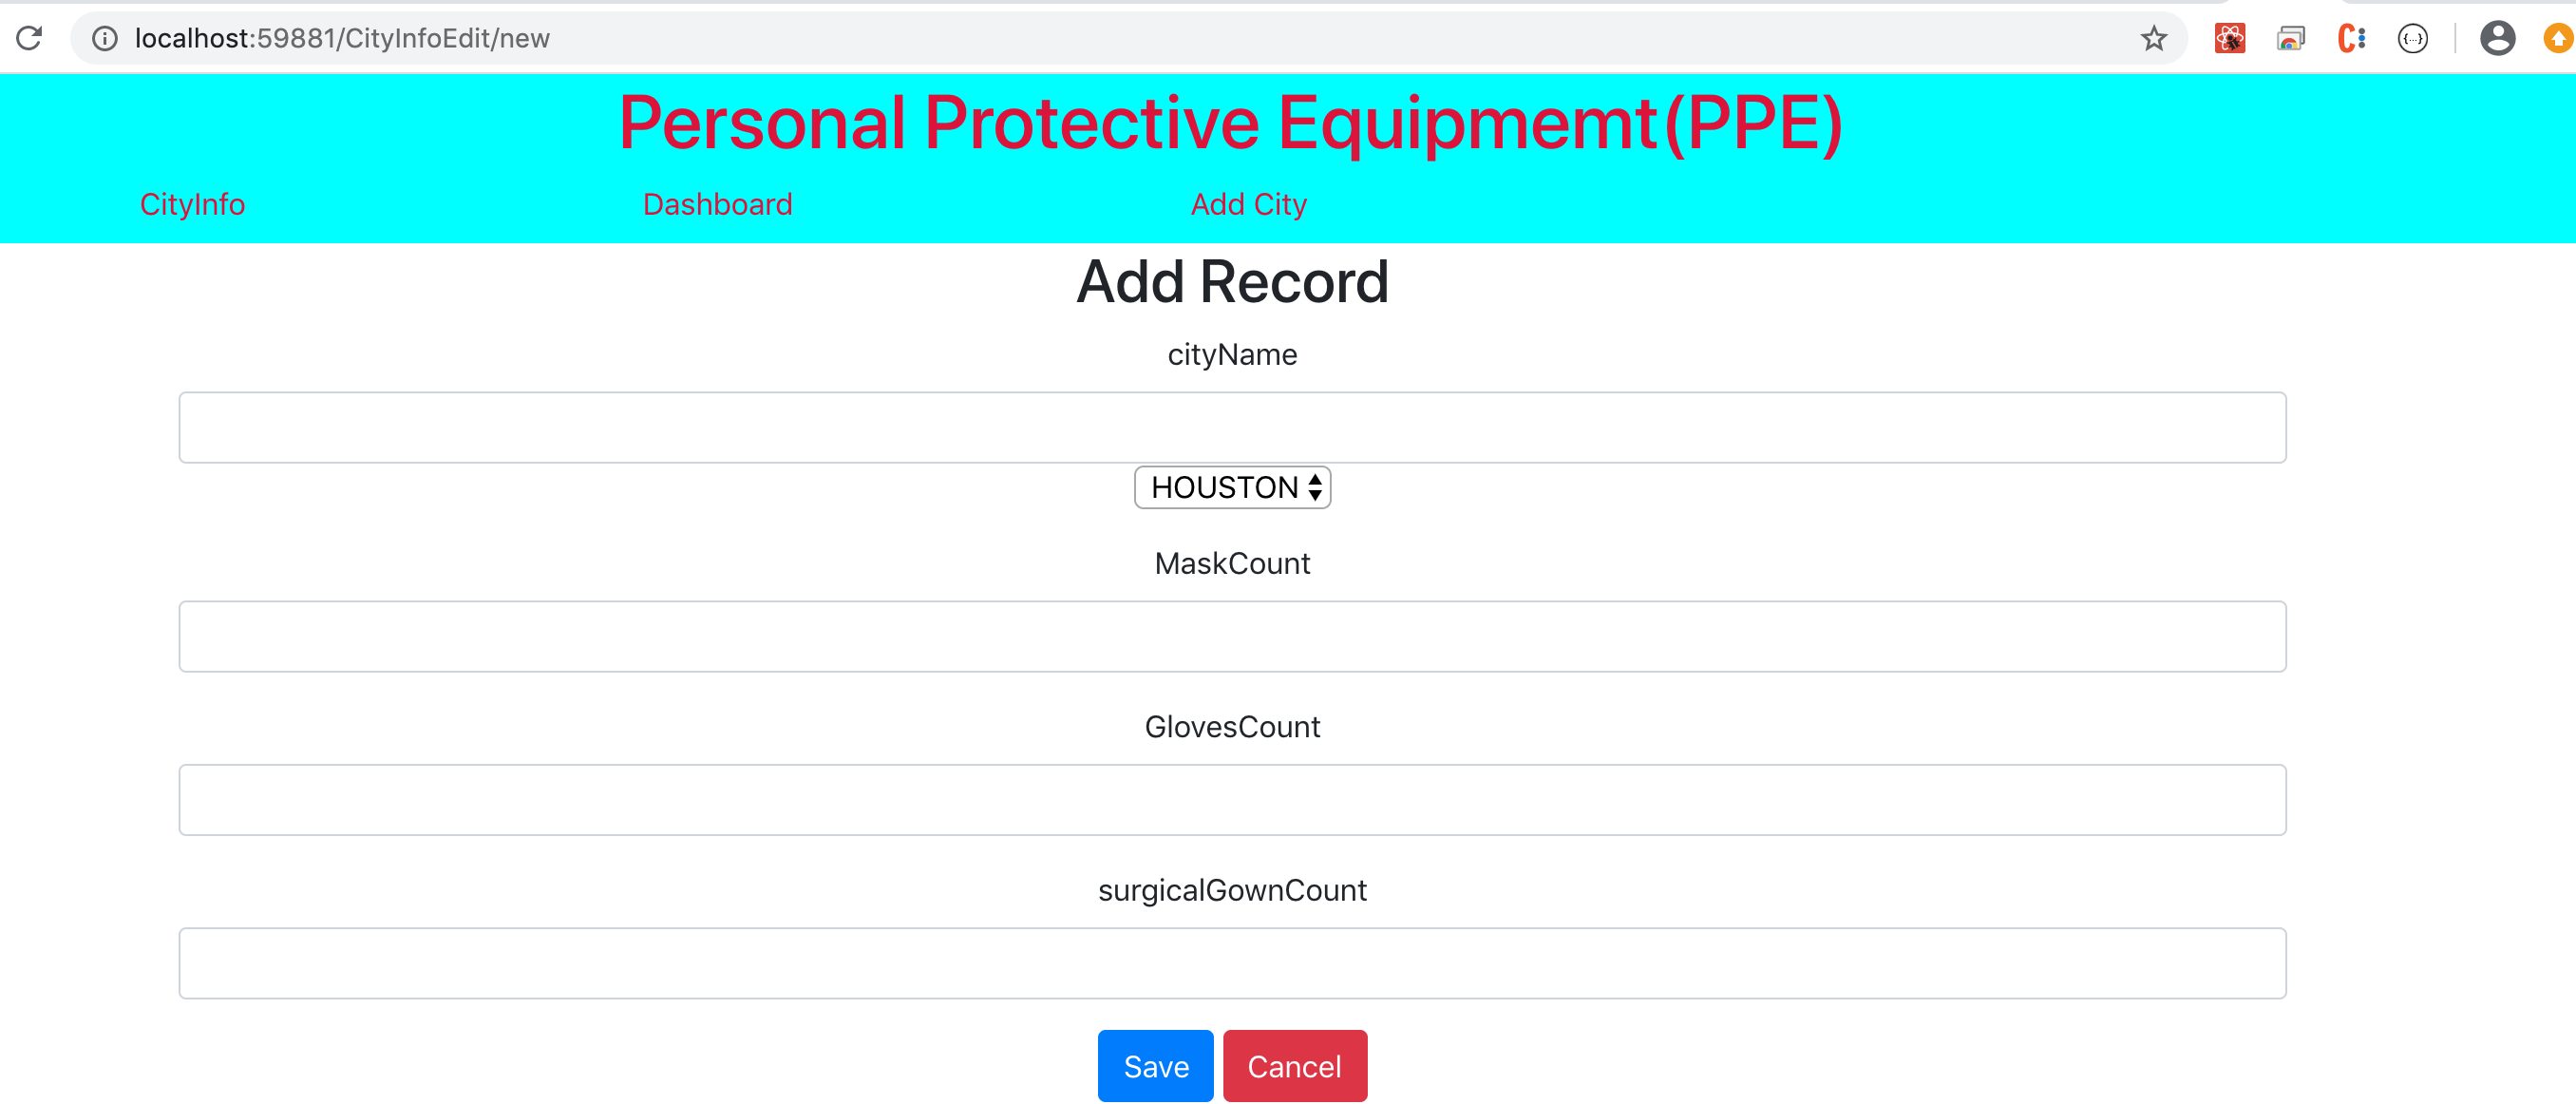 localhost:59881/CityInfoEdit/new
Personal Protective Equipmemt(PPE)
CityInfo Dashboard Add City
Add Record
cityName
HOUSTON
MaskCount
GlovesCount
surgicalGownCount
Save Cancel